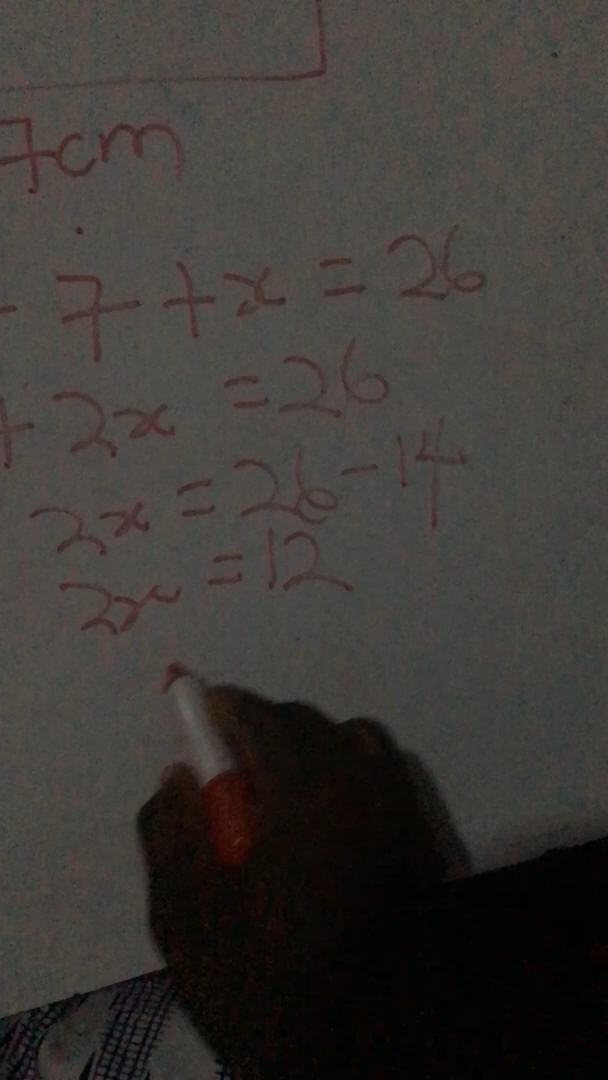 7cm
- 7 + x = 26
+ 2x = 26
2x = 26 - 14
2x = 12